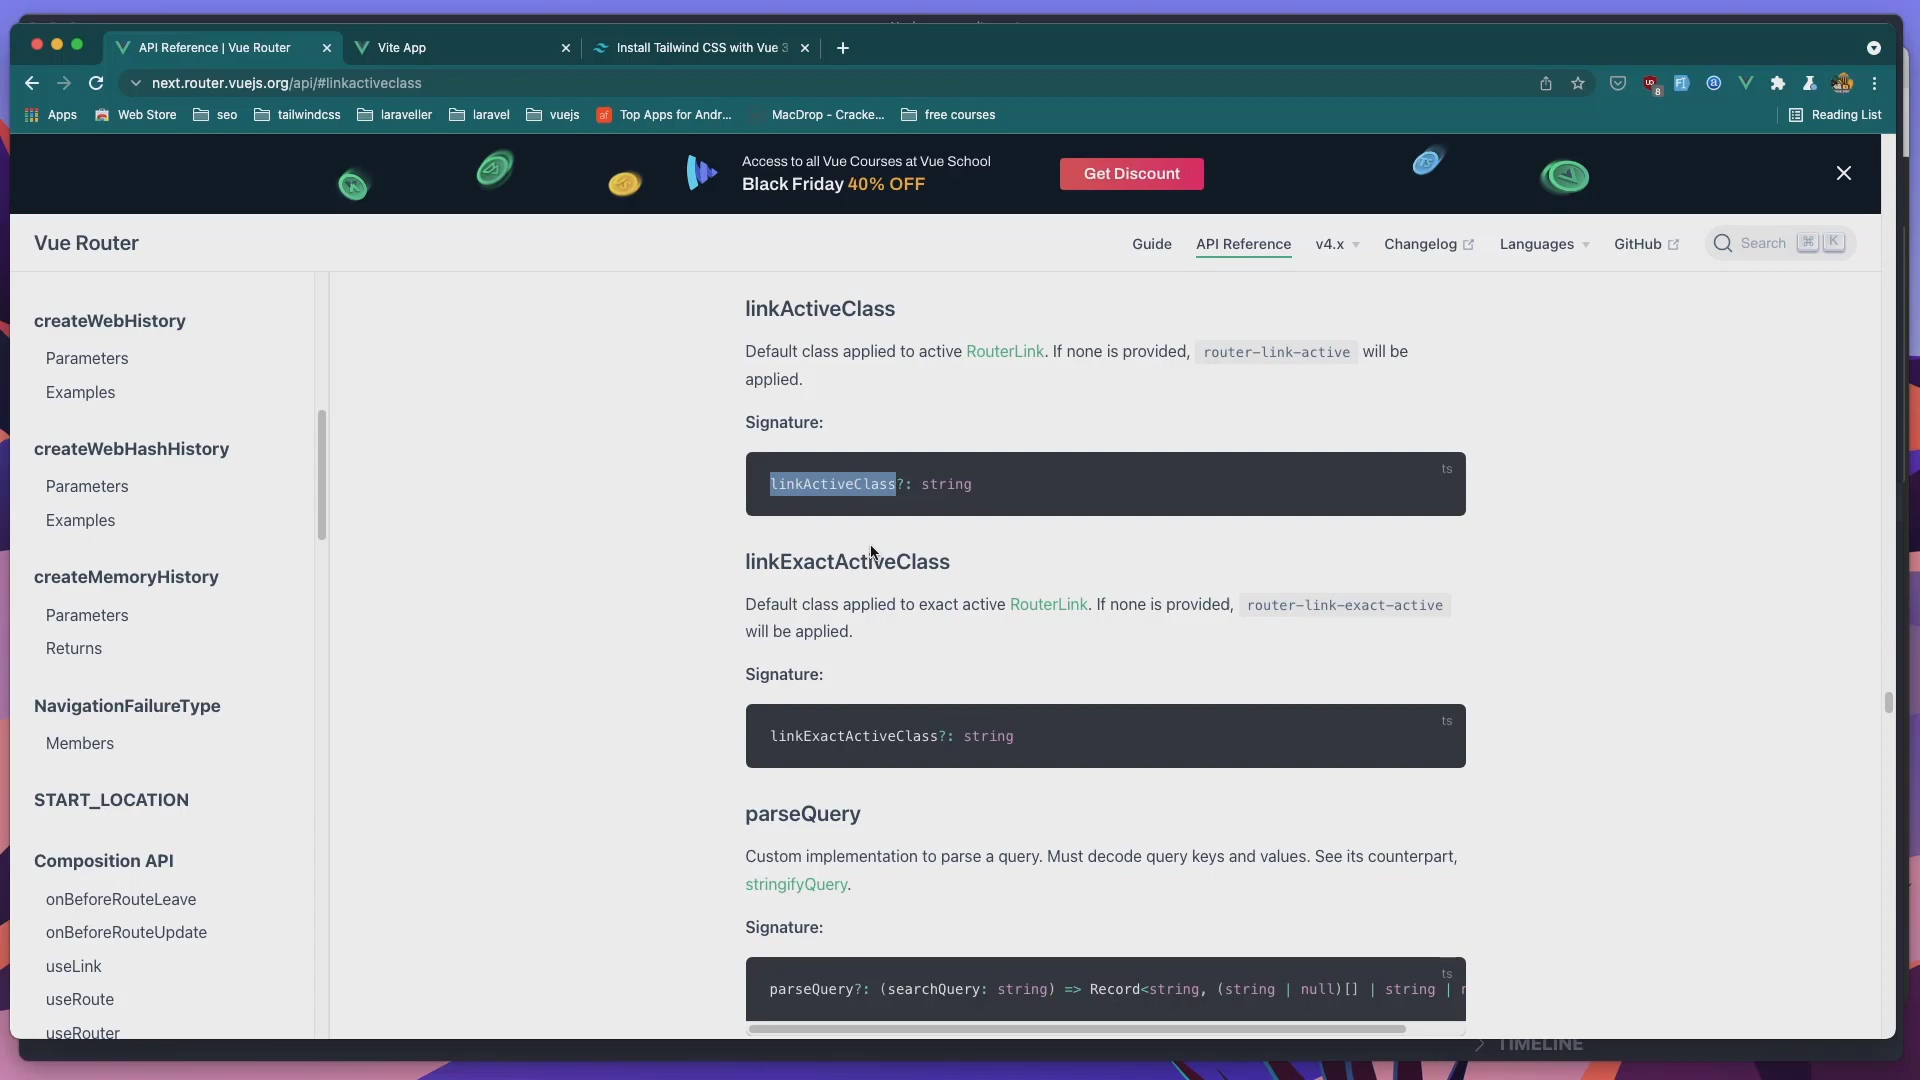 API Reference | Vue Router
Vite App
Install Tailwind CSS with Vue 3
next.router.vuejs.org/api/#linkactiveclass
8
Apps
Web Store
seo
tailwindcss
laraveller
laravel
vuejs
af
Top Apps for Andr...
MacDrop - Cracke...
free courses
Reading List
Access to all Vue Courses at Vue School
Black Friday 40% OFF
Get Discount
Vue Router
Guide
API Reference
v4.x
Changelog
Languages
GitHub
Search
⌘ K
createWebHistory
Parameters
Examples
createWebHashHistory
Parameters
Examples
createMemoryHistory
Parameters
Returns
NavigationFailureType
Members
START_LOCATION
Composition API
onBeforeRouteLeave
onBeforeRouteUpdate
useLink
useRoute
useRouter
linkActiveClass
Default class applied to active RouterLink. If none is provided, router-link-active will be
applied.
Signature:
ts
linkActiveClass?: string
linkExactActiveClass
Default class applied to exact active RouterLink. If none is provided, router-link-exact-active
will be applied.
Signature:
ts
linkExactActiveClass?: string
parseQuery
Custom implementation to parse a query. Must decode query keys and values. See its counterpart,
stringifyQuery.
Signature:
ts
parseQuery?: (searchQuery: string) => Record<string, (string | null)[] | string |
TIMELINE